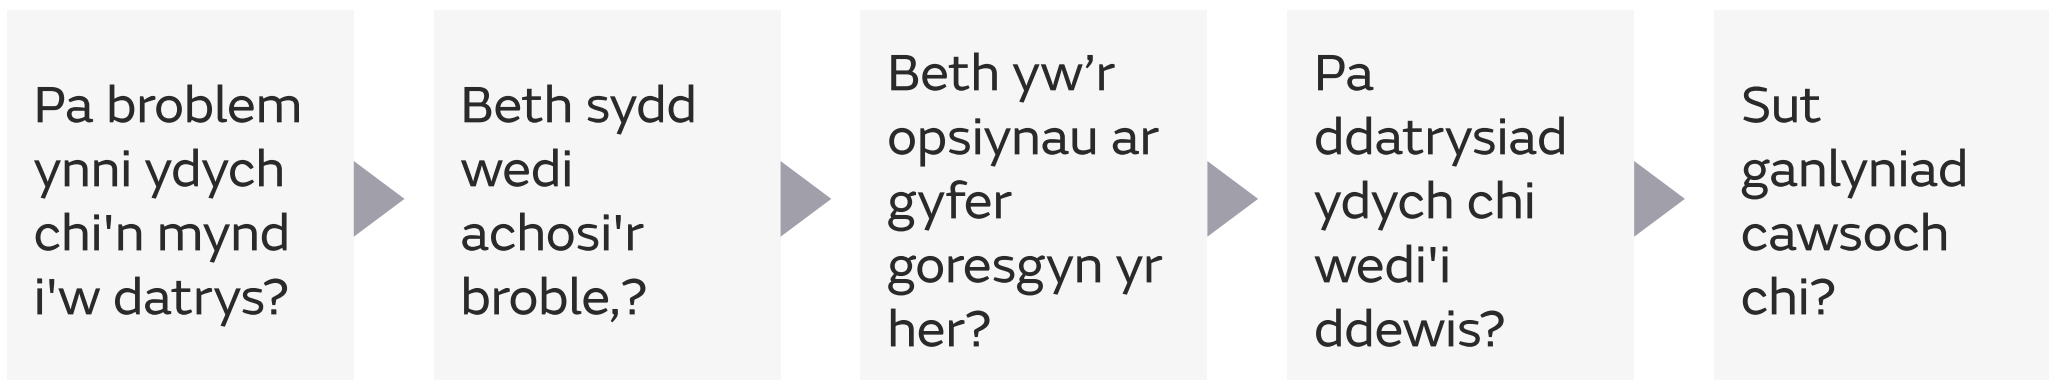 Pa broblem
ynni ydych
chi'n mynd
i'w datrys?
Beth sydd
wedi
achosi'r
broble,?
Beth yw’r
opsiynau ar
gyfer
goresgyn yr
her?
Pa
ddatrysiad
ydych chi
wedi'i
ddewis?
Sut
ganlyniad
cawsoch
chi?